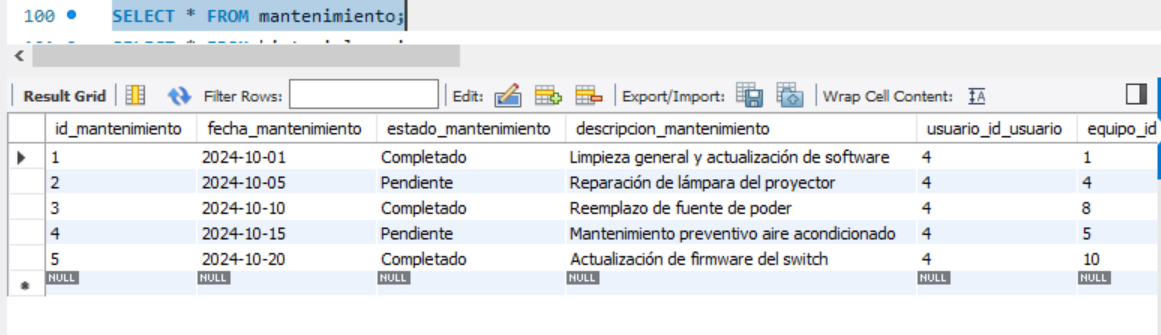 100 SELECT * FROM mantenimiento;
Result Grid Filter Rows: Edit: Export/Import: Wrap Cell Content: IA
id_mantenimiento fecha_mantenimiento estado_mantenimiento descripcion_mantenimiento usuario_id_usuario equipo_id
1 2024-10-01 Completado Limpieza general y actualización de software 4 1
2 2024-10-05 Pendiente Reparación de lámpara del proyector 4 4
3 2024-10-10 Completado Reemplazo de fuente de poder 4 8
4 2024-10-15 Pendiente Mantenimiento preventivo aire acondicionado 4 5
5 2024-10-20 Completado Actualización de firmware del switch 4 10
NULL NULL NULL NULL NULL NULL